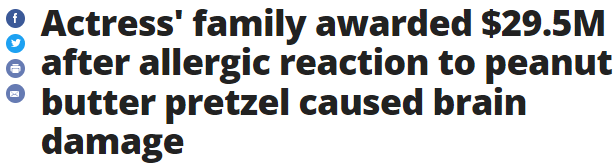 Actress' family awarded $29.5M
after allergic reaction to peanut
butter pretzel caused brain
damage